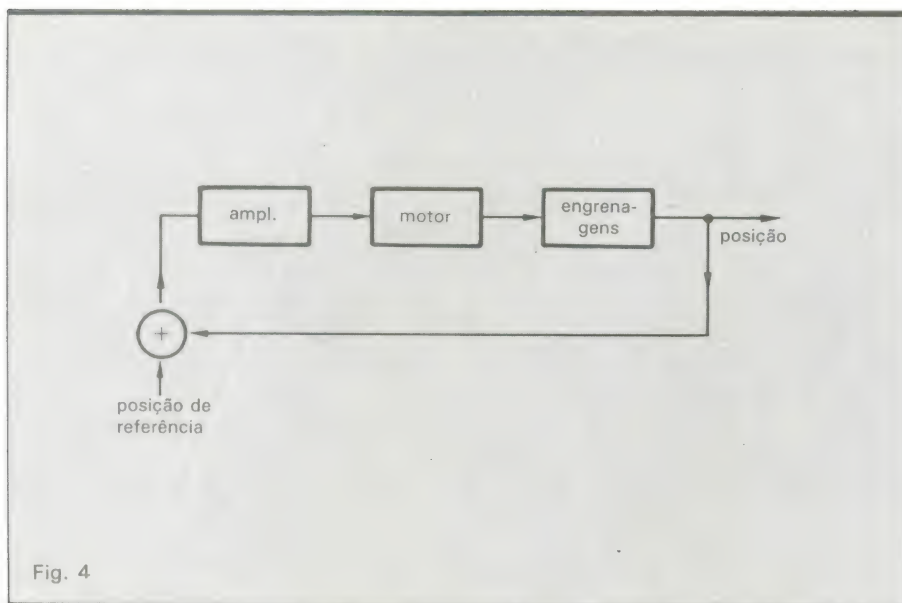 ampl.
motor
engrena-
gens
posição
+
posição de
referência
Fig. 4